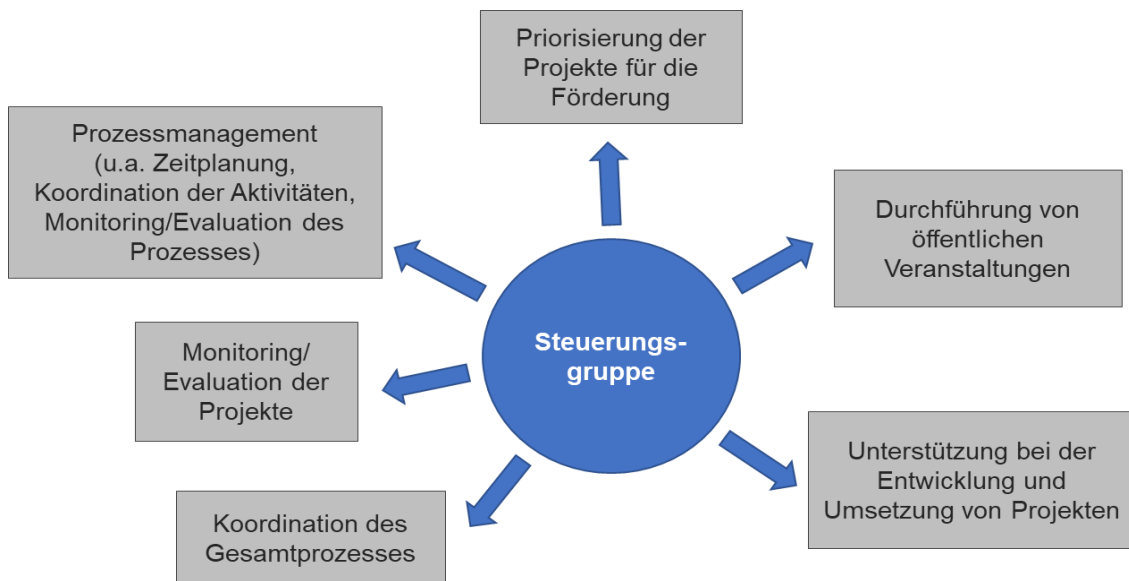 Priorisierung der
Projekte für die
Förderung
Prozessmanagement
(u.a. Zeitplanung,
Koordination der Aktivitäten,
Monitoring/Evaluation des
Prozesses)
Durchführung von
öffentlichen
Veranstaltungen
Steuerungs-
gruppe
Monitoring/
Evaluation der
Projekte
Unterstützung bei der
Entwicklung und
Umsetzung von Projekten
Koordination des
Gesamtprozesses